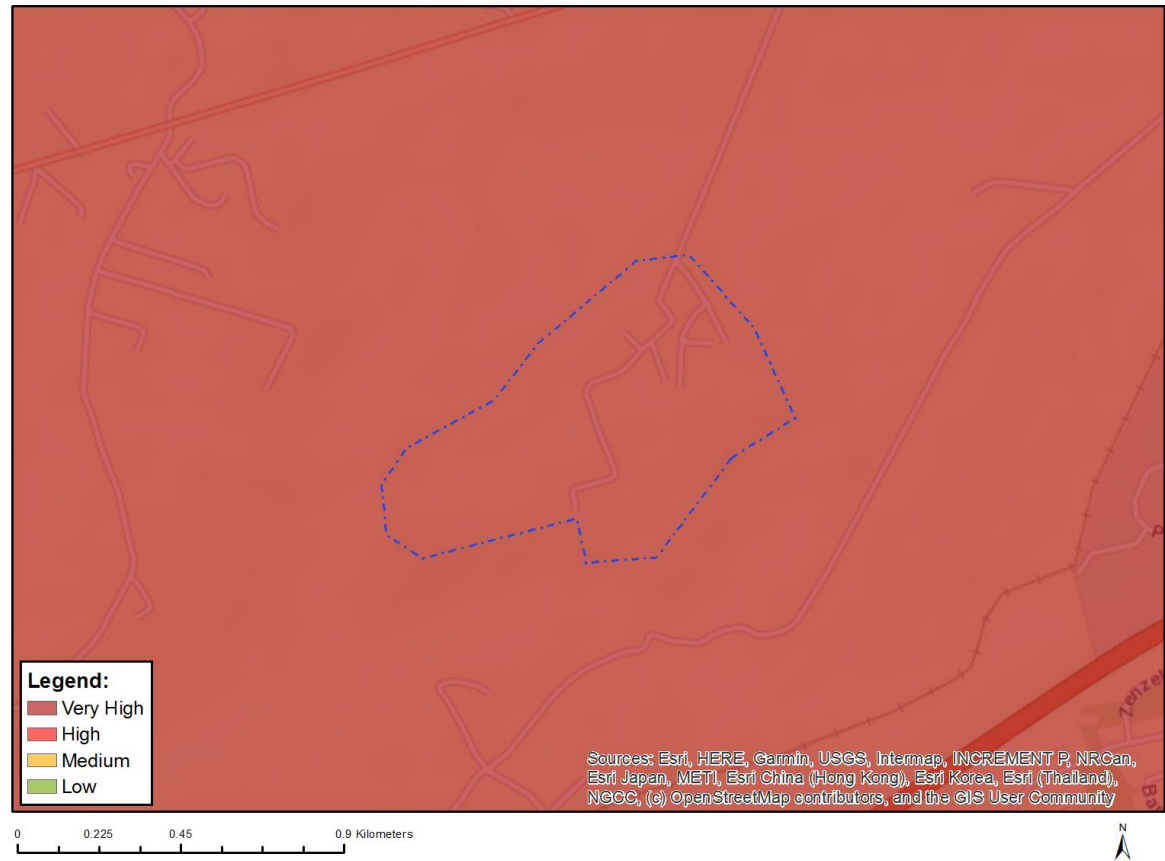 Legend:
Very High
High
Medium
Low
Sources: Esri, HERE, Garmin, USGS, Intermap, INCREMENT P, NRCan,
Esri Japan, METI, Esri China (Hong Kong), Esri Korea, Esri (Thailand),
NGCC, (c) OpenStreetMap contributors, and the GIS User Community
0 0.225 0.45 0.9 Kilometers
N